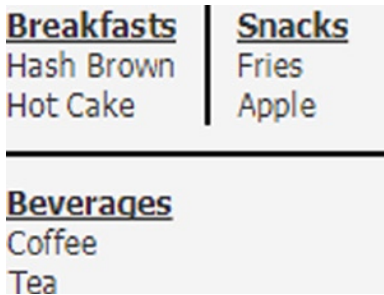 Breakfasts
Hash Brown
Hot Cake
Snacks
Fries
Apple
Beverages
Coffee
Tea